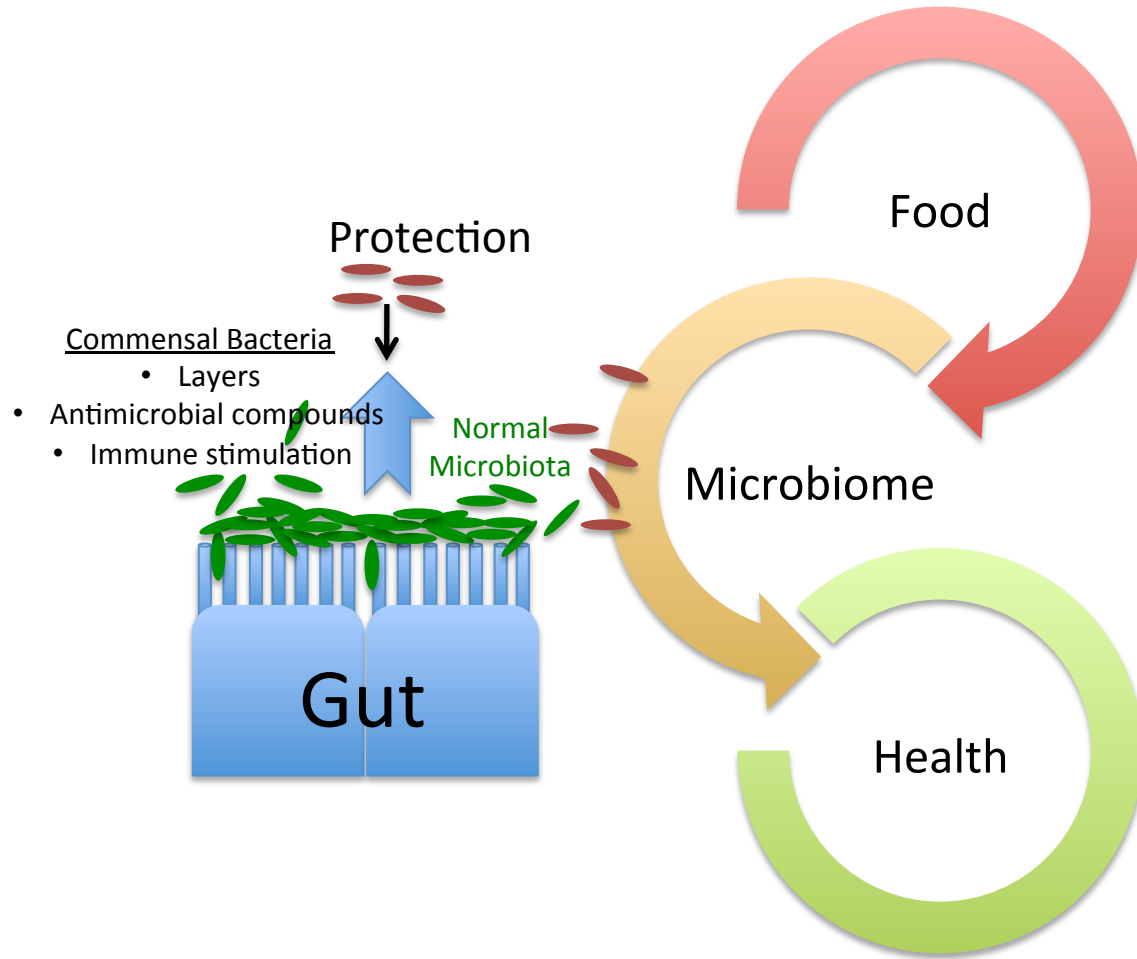 Protection
Commensal Bacteria
• Layers
• Antimicrobial compounds
• Immune stimulation
Normal
Microbiota
Gut
Food
Microbiome
Health